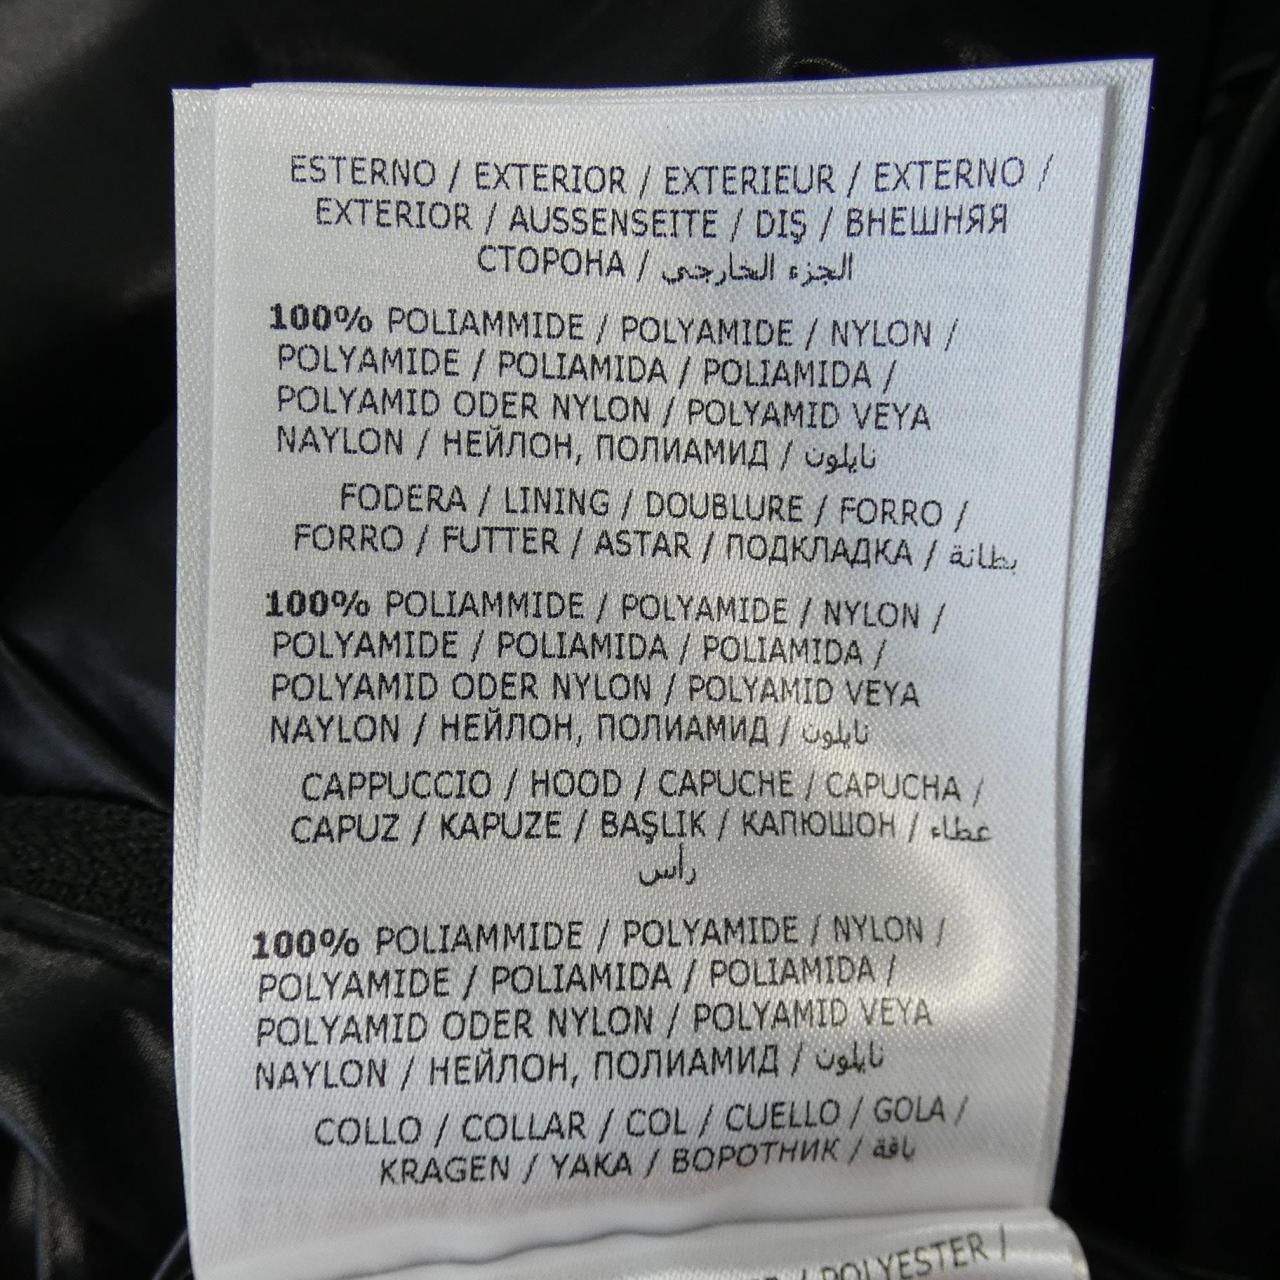 ESTERNO / EXTERIOR / EXTERIEUR / EXTERNO /
EXTERIOR / AUSSENSEITE / DIŞ / ВНЕШНЯЯ
СТОРОНА / الجزء الخارجي
100% POLIAMMIDE / POLYAMIDE / NYLON /
POLYAMIDE / POLIAMIDA / POLIAMIDA /
POLYAMID ODER NYLON / POLYAMID VEYA
NAYLON / НЕЙЛОН, ПОЛИАМИД / نايلون
FODERA / LINING / DOUBLURE / FORRO /
FORRO / FUTTER / ASTAR / ПОДКЛАДКА / بطانة
100% POLIAMMIDE / POLYAMIDE / NYLON /
POLYAMIDE / POLIAMIDA / POLIAMIDA /
POLYAMID ODER NYLON / POLYAMID VEYA
NAYLON / НЕЙЛОН, ПОЛИАМИД / نايلون
CAPPUCCIO / HOOD / CAPUCHE / CAPUCHA /
CAPUZ / KAPUZE / BAŞLIK / КАПЮШОН / غطاء
رأس
100% POLIAMMIDE / POLYAMIDE / NYLON /
POLYAMIDE / POLIAMIDA / POLIAMIDA /
POLYAMID ODER NYLON / POLYAMID VEYA
NAYLON / НЕЙЛОН, ПОЛИАМИД / نايلون
COLLO / COLLAR / COL / CUELLO / GOLA /
KRAGEN / YAKA / ВОРОТНИК / ياقة
/ POLYESTER /